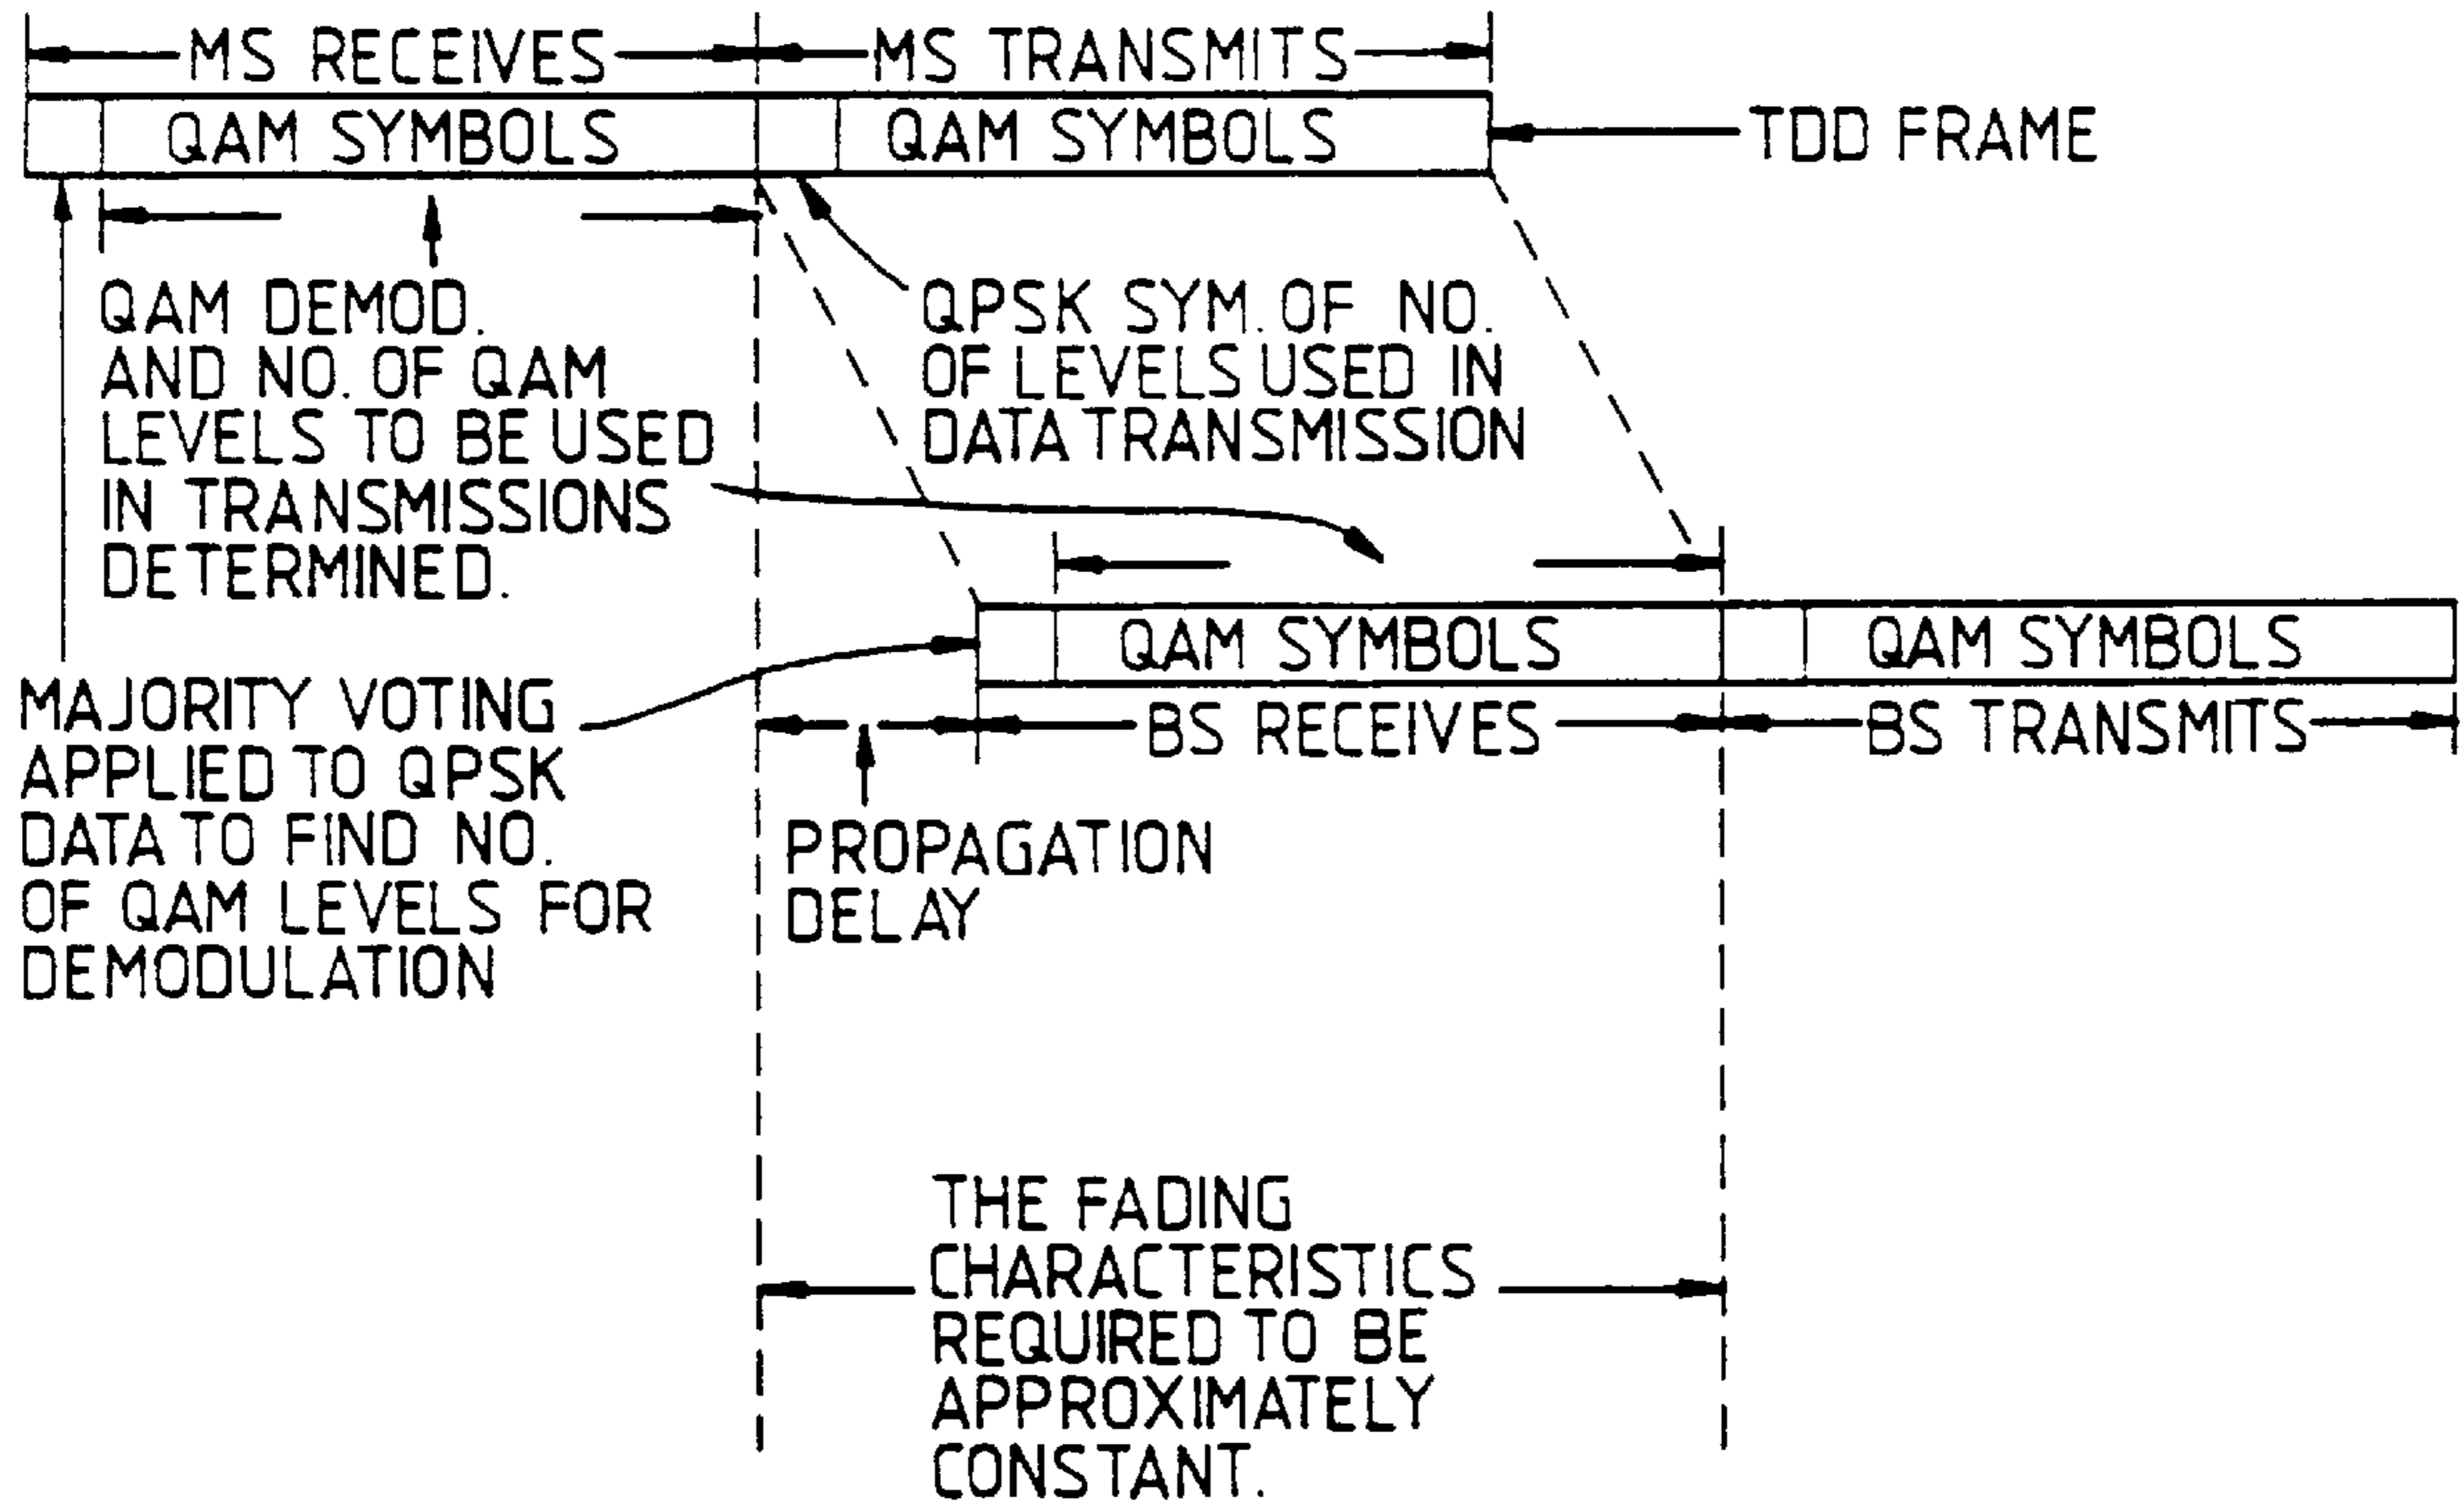 MS RECEIVES
MS TRANSMITS
QAM SYMBOLS
QAM SYMBOLS
TDD FRAME
QAM DEMOD.
AND NO. OF QAM
LEVELS TO BE USED
IN TRANSMISSIONS
DETERMINED.
QPSK SYM. OF NO.
OF LEVELS USED IN
DATA TRANSMISSION
QAM SYMBOLS
QAM SYMBOLS
MAJORITY VOTING
APPLIED TO QPSK
DATA TO FIND NO.
OF QAM LEVELS FOR
DEMODULATION
BS RECEIVES
BS TRANSMITS
PROPAGATION
DELAY
THE FADING
CHARACTERISTICS
REQUIRED TO BE
APPROXIMATELY
CONSTANT.